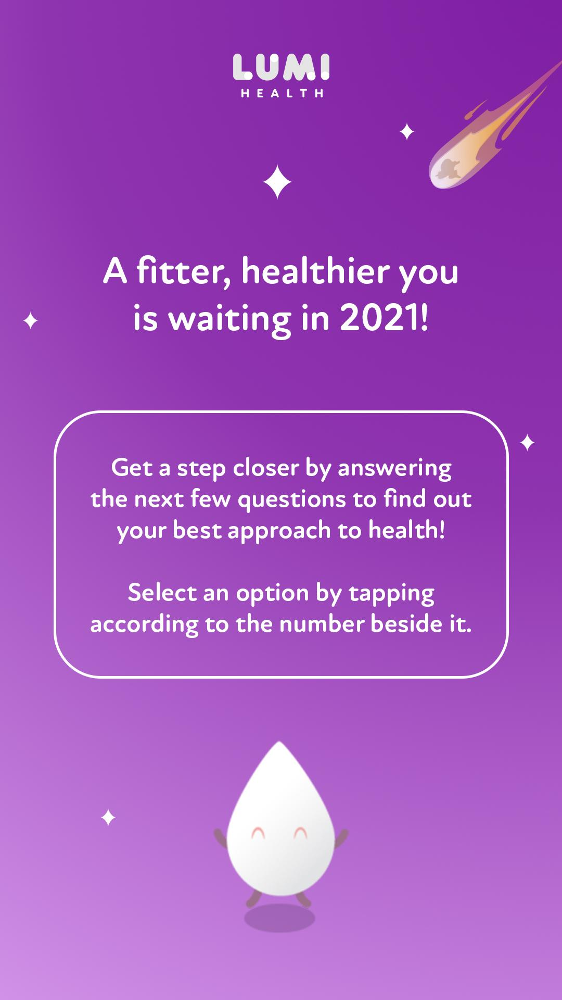 LUMI
HEALTH
A fitter, healthier you
is waiting in 2021!
Get a step closer by answering
the next few questions to find out
your best approach to health!
Select an option by tapping
according to the number beside it.